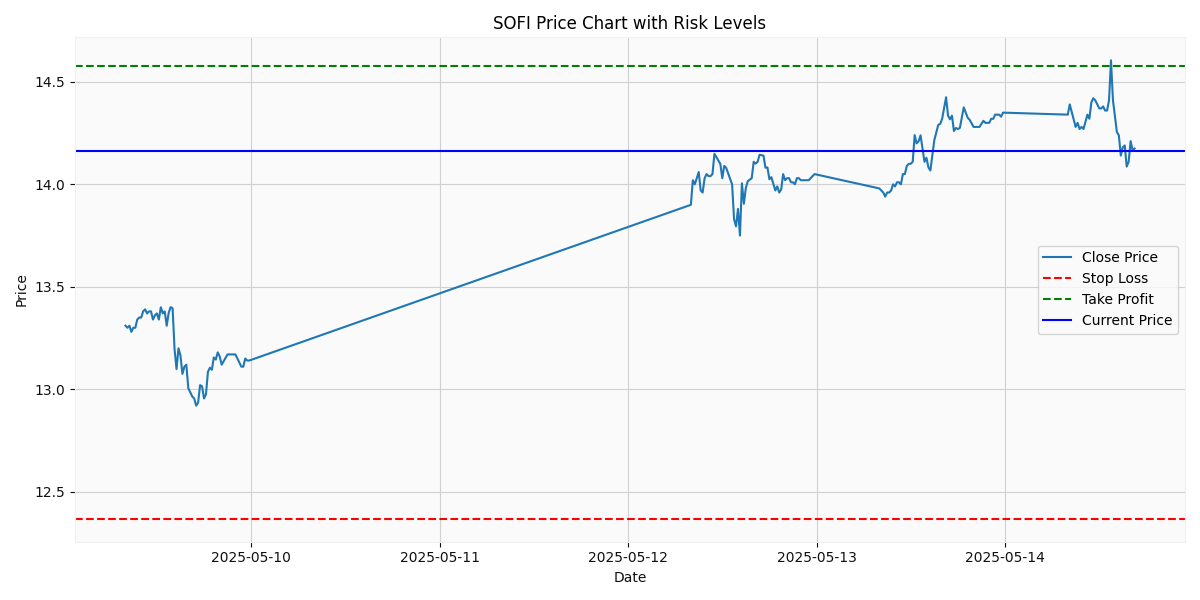 SOFI Price Chart with Risk Levels
Price
14.5
14.0
13.5
13.0
12.5
Close Price
Stop Loss
Take Profit
Current Price
2025-05-10
2025-05-11
2025-05-12
2025-05-13
2025-05-14
Date